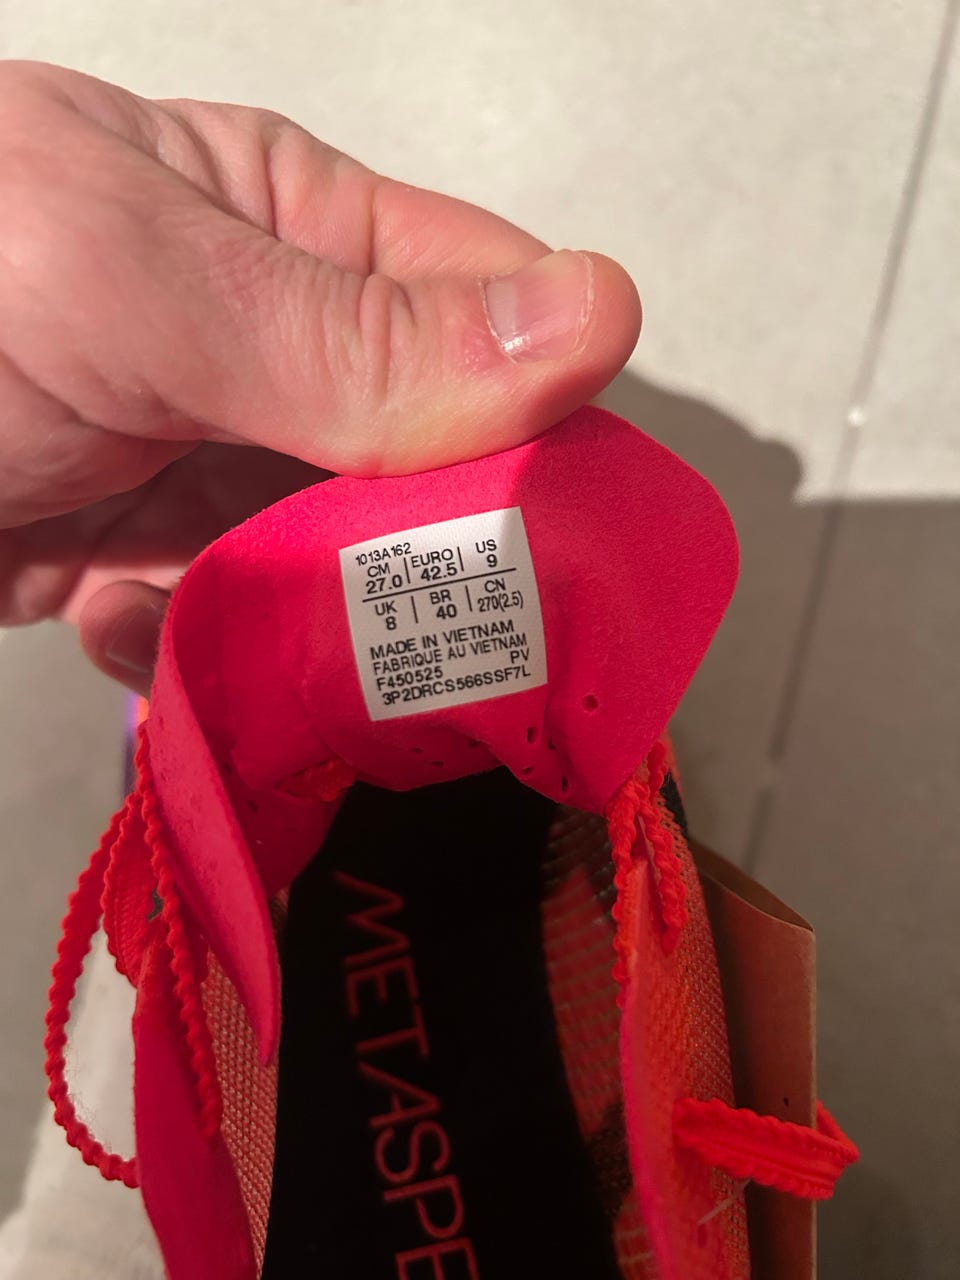 1013A162
CM EURO US
27.0 42.5 9
UK BR CN
8 40 270(2.5)
MADE IN VIETNAM
FABRIQUE AU VIETNAM
F450525 PV
3P2DRCS566SSF7L
METASPE